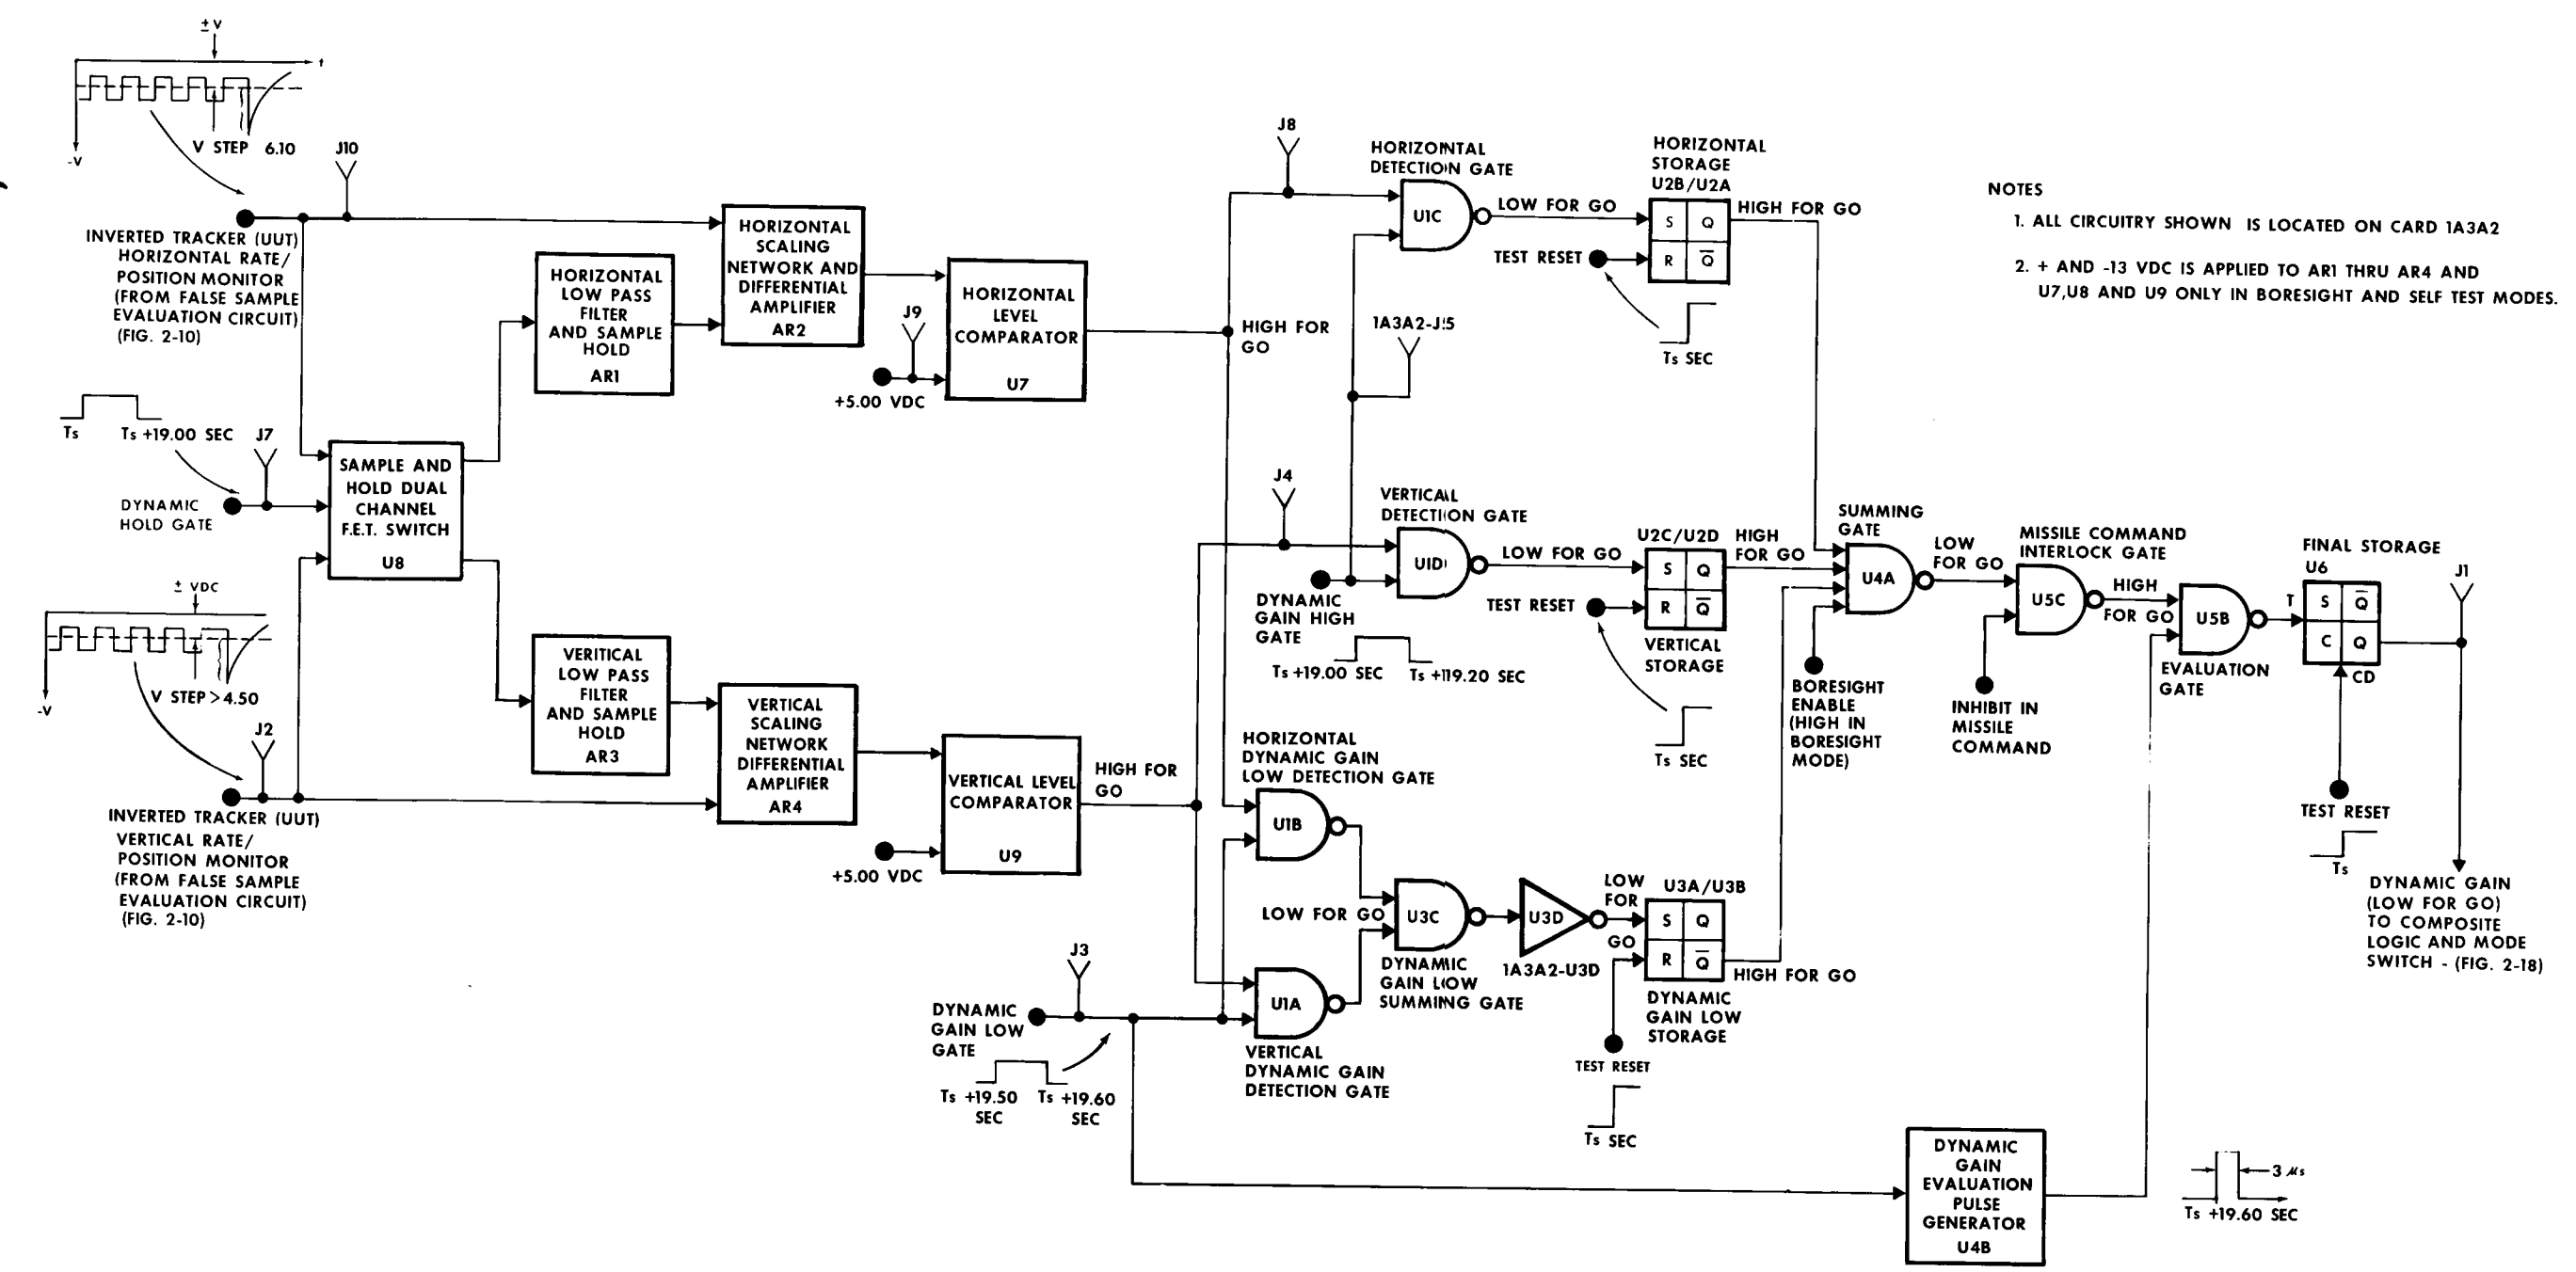 ± V
t
-V
V STEP 6.10
J10
INVERTED TRACKER (UUT)
HORIZONTAL RATE/
POSITION MONITOR
(FROM FALSE SAMPLE
EVALUATION CIRCUIT)
(FIG. 2-10)
Ts
Ts +19.00 SEC
J7
DYNAMIC
HOLD GATE
SAMPLE AND
HOLD DUAL
CHANNEL
F.E.T. SWITCH
U8
± VDC
-V
V STEP > 4.50
J2
INVERTED TRACKER (UUT)
VERTICAL RATE/
POSITION MONITOR
(FROM FALSE SAMPLE
EVALUATION CIRCUIT)
(FIG. 2-10)
HORIZONTAL
LOW PASS
FILTER
AND SAMPLE
HOLD
AR1
HORIZONTAL
SCALING
NETWORK AND
DIFFERENTIAL
AMPLIFIER
AR2
J9
+5.00 VDC
HORIZONTAL
LEVEL
COMPARATOR
U7
VERITICAL
LOW PASS
FILTER
AND SAMPLE
HOLD
AR3
VERTICAL
SCALING
NETWORK
DIFFERENTIAL
AMPLIFIER
AR4
+5.00 VDC
VERTICAL LEVEL
COMPARATOR
U9
HIGH FOR
GO
HIGH FOR
GO
J8
HORIZONTAL
DETECTION GATE
U1C
LOW FOR GO
HORIZONTAL
STORAGE
U2B/U2A
S Q
R Q̅
HIGH FOR GO
TEST RESET
Ts SEC
1A3A2-J15
J4
VERTICAL
DETECTION GATE
U1D
LOW FOR GO
U2C/U2D
S Q
R Q̅
HIGH
FOR GO
TEST RESET
VERTICAL
STORAGE
Ts SEC
DYNAMIC
GAIN HIGH
GATE
Ts +19.00 SEC
Ts +119.20 SEC
HORIZONTAL
DYNAMIC GAIN
LOW DETECTION GATE
U1B
LOW FOR GO
U1A
VERTICAL
DYNAMIC GAIN
DETECTION GATE
J3
DYNAMIC
GAIN LOW
GATE
Ts +19.50
SEC
Ts +19.60
SEC
U3C
DYNAMIC
GAIN LOW
SUMMING GATE
U3D
1A3A2-U3D
LOW
FOR
GO
U3A/U3B
S Q
R Q̅
HIGH FOR GO
DYNAMIC
GAIN LOW
STORAGE
TEST RESET
Ts SEC
SUMMING
GATE
U4A
LOW
FOR GO
BORESIGHT
ENABLE
(HIGH IN
BORESIGHT
MODE)
MISSILE COMMAND
INTERLOCK GATE
U5C
HIGH
FOR GO
INHIBIT IN
MISSILE
COMMAND
U5B
EVALUATION
GATE
T
FINAL STORAGE
U6
S Q̅
C Q
CD
TEST RESET
Ts
J1
DYNAMIC GAIN
(LOW FOR GO)
TO COMPOSITE
LOGIC AND MODE
SWITCH - (FIG. 2-18)
DYNAMIC
GAIN
EVALUATION
PULSE
GENERATOR
U4B
3 μs
Ts +19.60 SEC
NOTES
1. ALL CIRCUITRY SHOWN IS LOCATED ON CARD 1A3A2
2. + AND -13 VDC IS APPLIED TO AR1 THRU AR4 AND
U7,U8 AND U9 ONLY IN BORESIGHT AND SELF TEST MODES.